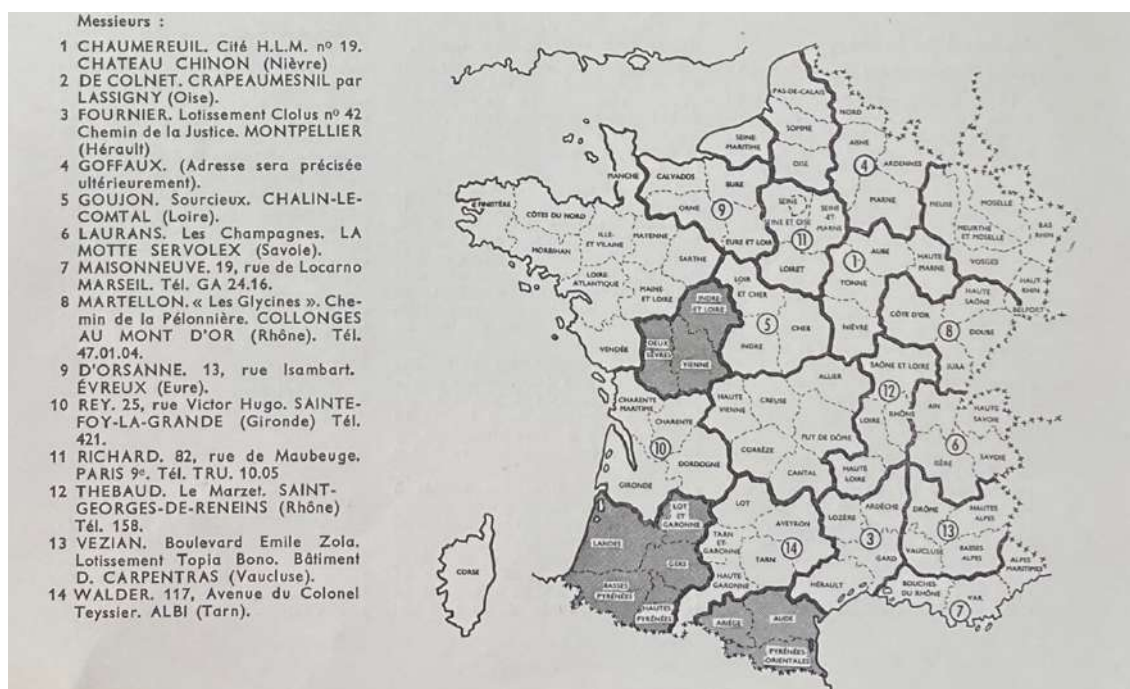 Messieurs :
1 CHAUMEREUIL. Cité H.L.M. nº 19.
CHATEAU CHINON (Nièvre)
2 DE COLNET. CRAPEAUMESNIL par
LASSIGNY (Oise).
3 FOURNIER. Lotissement Clolus nº 42
Chemin de la Justice. MONTPELLIER
(Hérault)
4 GOFFAUX. (Adresse sera précisée
ultérieurement).
5 GOUJON. Sourcieux. CHALIN-LE-
COMTAL (Loire).
6 LAURANS. Les Champagnes. LA
MOTTE SERVOLEX (Savoie).
7 MAISONNEUVE. 19, rue de Locarno
MARSEIL. Tél. GA 24.16.
8 MARTELLON. « Les Glycines ». Che-
min de la Pélonnière. COLLONGES
AU MONT D'OR (Rhône). Tél.
47.01.04.
9 D'ORSANNE. 13, rue Isambart.
ÉVREUX (Eure).
10 REY. 25, rue Victor Hugo. SAINTE-
FOY-LA-GRANDE (Gironde) Tél.
421.
11 RICHARD. 82, rue de Maubeuge.
PARIS 9e. Tél. TRU. 10.05
12 THEBAUD. Le Marzet. SAINT-
GEORGES-DE-RENEINS (Rhône)
Tél. 158.
13 VEZIAN. Boulevard Emile Zola.
Lotissement Topia Bono. Bâtiment
D. CARPENTRAS (Vaucluse).
14 WALDER. 117, Avenue du Colonel
Teyssier. ALBI (Tarn).
PAS-DE-CALAIS
NORD
SOMME
SEINE
MARITIME
AISNE
OISE
ARDENNES
4
MANCHE
CALVADOS
EURE
ORNE
9
EURE ET LOIR
SEINE
SEINE ET OISE
SEINE
ET
MARNE
11
MARNE
MEUSE
MOSELLE
MEURTHE
ET MOSELLE
BAS
RHIN
VOSGES
FINISTÈRE
CÔTES DU NORD
MORBIHAN
ILLE-
ET-VILAINE
MAYENNE
SARTHE
LOIRE
ATLANTIQUE
MAINE
ET LOIRE
LOIR
ET CHER
LOIRET
1
AUBE
YONNE
HAUTE
MARNE
HAUTE
SAÔNE
HAUT
RHIN
BELFORT
INDRE
ET LOIRE
CHER
5
INDRE
NIÈVRE
CÔTE D'OR
8
DOUBS
JURA
VENDÉE
DEUX
SÈVRES
VIENNE
ALLIER
SAÔNE ET LOIRE
12
CHARENTE
MARITIME
CHARENTE
HAUTE
VIENNE
CREUSE
PUY DE DÔME
LOIRE
RHÔNE
AIN
HAUTE
SAVOIE
6
SAVOIE
ISÈRE
10
DORDOGNE
GIRONDE
CORRÈZE
CANTAL
HAUTE
LOIRE
LOT
ET
GARONNE
LANDES
GERS
BASSES
PYRÉNÉES
HAUTES
PYRÉNÉES
LOT
AVEYRON
TARN-
ET-
GARONNE
TARN
14
HAUTE
GARONNE
LOZÈRE
ARDÈCHE
3
GARD
HÉRAULT
DRÔME
HAUTES
ALPES
13
VAUCLUSE
BASSES
ALPES
ALPES
MARITIMES
BOUCHES-
DU-RHÔNE
VAR
7
ARIÈGE
AUDE
PYRÉNÉES-
ORIENTALES
CORSE